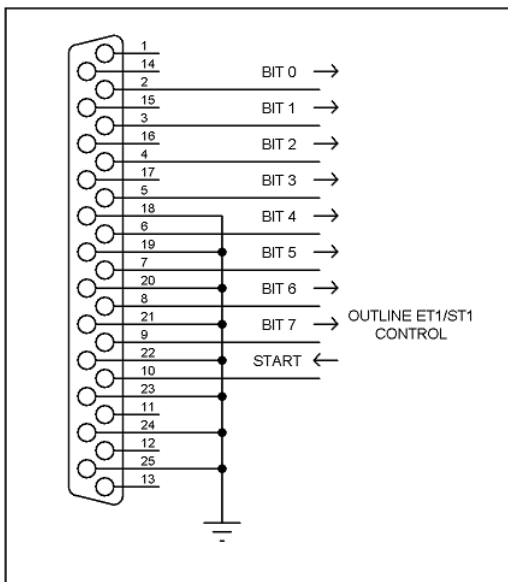 1
14
BIT 0
2
15
BIT 1
3
16
BIT 2
4
17
BIT 3
5
18
BIT 4
6
19
BIT 5
7
20
BIT 6
8
21
BIT 7
OUTLINE ET1/ST1
CONTROL
9
22
START
10
23
11
24
12
25
13